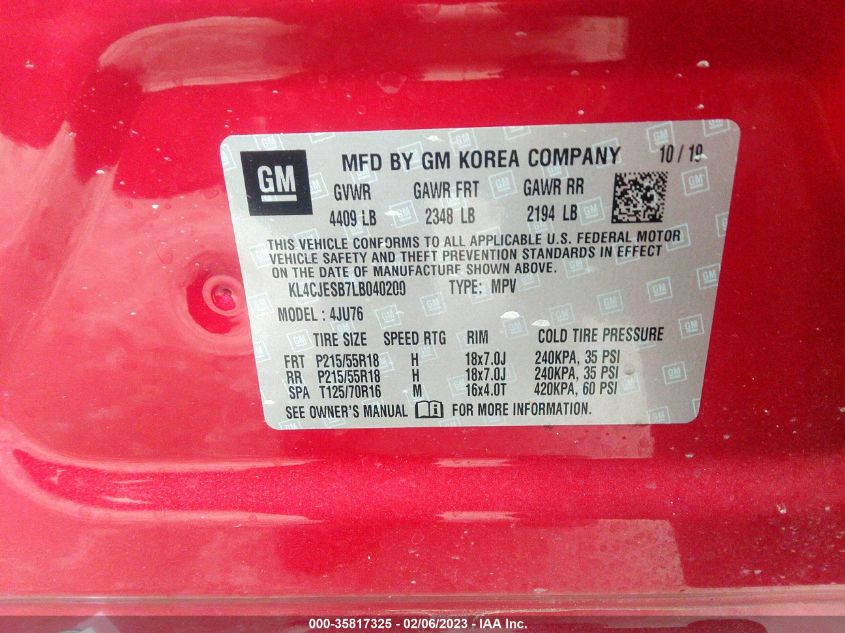 GM
MFD BY GM KOREA COMPANY 10 / 19
GVWR GAWR FRT GAWR RR
4409 LB 2348 LB 2194 LB
THIS VEHICLE CONFORMS TO ALL APPLICABLE U.S. FEDERAL MOTOR
VEHICLE SAFETY AND THEFT PREVENTION STANDARDS IN EFFECT
ON THE DATE OF MANUFACTURE SHOWN ABOVE.
KL4CJESB7LB040200 TYPE: MPV
MODEL : 4JU76
TIRE SIZE SPEED RTG RIM COLD TIRE PRESSURE
FRT P215/55R18 H 18x7.0J 240KPA, 35 PSI
RR P215/55R18 H 18x7.0J 240KPA, 35 PSI
SPA T125/70R16 M 16x4.0T 420KPA, 60 PSI
SEE OWNER'S MANUAL FOR MORE INFORMATION.
000-35817325 - 02/06/2023 - IAA Inc.